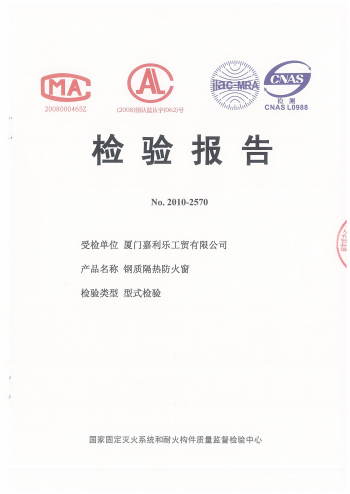 MA
AL
ilac-MRA
CNAS
2008000465Z
(2008)国认监认字(062)号
检 测
CNAS L0988
检验报告
No. 2010-2570
受检单位 厦门嘉利乐工贸有限公司
产品名称 钢质隔热防火窗
检验类型 型式检验
国家固定灭火系统和耐火构件质量监督检验中心